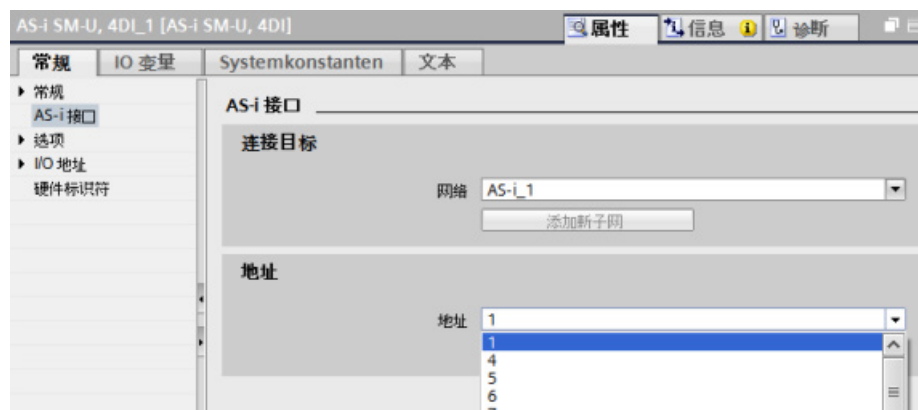 AS-i SM-U, 4DI_1 [AS-i SM-U, 4DI]
属性 信息 诊断
常规 IO 变量 Systemkonstanten 文本
常规
AS-i 接口
选项
I/O 地址
硬件标识符
AS-i 接口
连接目标
网络 AS-i_1
添加新子网
地址
地址 1
1
4
5
6